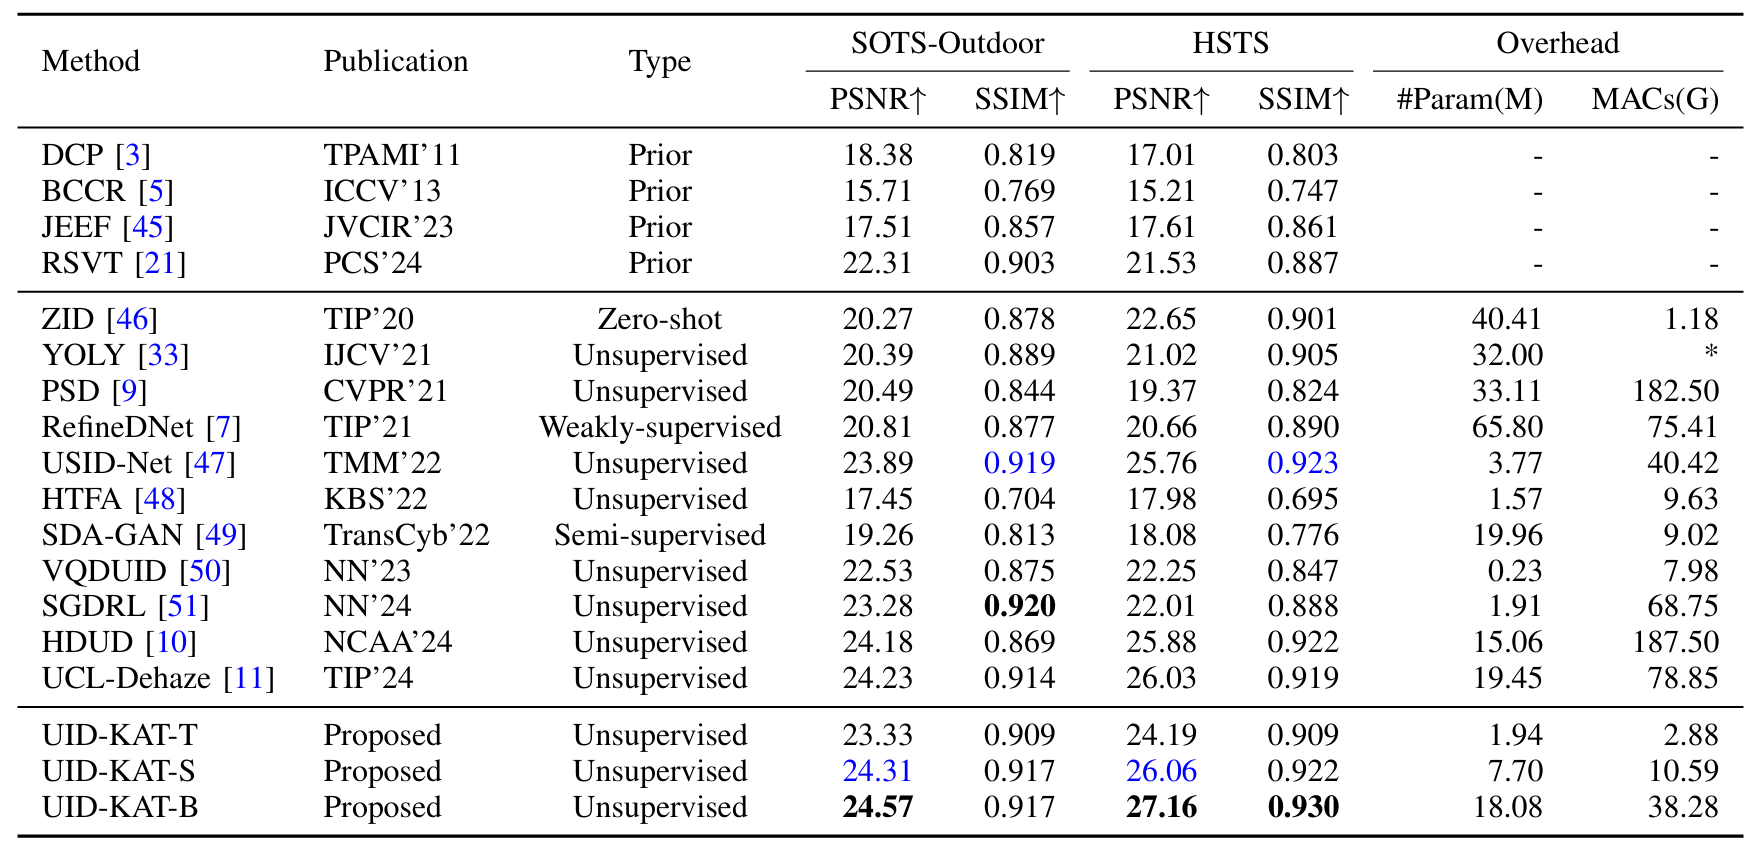 Method Publication Type SOTS-Outdoor HSTS Overhead
PSNR↑ SSIM↑ PSNR↑ SSIM↑ #Param(M) MACs(G)
DCP [3] TPAMI’11 Prior 18.38 0.819 17.01 0.803 - -
BCCR [5] ICCV’13 Prior 15.71 0.769 15.21 0.747 - -
JEEF [45] JVCIR’23 Prior 17.51 0.857 17.61 0.861 - -
RSVT [21] PCS’24 Prior 22.31 0.903 21.53 0.887 - -
ZID [46] TIP’20 Zero-shot 20.27 0.878 22.65 0.901 40.41 1.18
YOLY [33] IJCV’21 Unsupervised 20.39 0.889 21.02 0.905 32.00 *
PSD [9] CVPR’21 Unsupervised 20.49 0.844 19.37 0.824 33.11 182.50
RefineDNet [7] TIP’21 Weakly-supervised 20.81 0.877 20.66 0.890 65.80 75.41
USID-Net [47] TMM’22 Unsupervised 23.89 0.919 25.76 0.923 3.77 40.42
HTFA [48] KBS’22 Unsupervised 17.45 0.704 17.98 0.695 1.57 9.63
SDA-GAN [49] TransCyb’22 Semi-supervised 19.26 0.813 18.08 0.776 19.96 9.02
VQDUID [50] NN’23 Unsupervised 22.53 0.875 22.25 0.847 0.23 7.98
SGDRL [51] NN’24 Unsupervised 23.28 0.920 22.01 0.888 1.91 68.75
HDUD [10] NCAA’24 Unsupervised 24.18 0.869 25.88 0.922 15.06 187.50
UCL-Dehaze [11] TIP’24 Unsupervised 24.23 0.914 26.03 0.919 19.45 78.85
UID-KAT-T Proposed Unsupervised 23.33 0.909 24.19 0.909 1.94 2.88
UID-KAT-S Proposed Unsupervised 24.31 0.917 26.06 0.922 7.70 10.59
UID-KAT-B Proposed Unsupervised 24.57 0.917 27.16 0.930 18.08 38.28